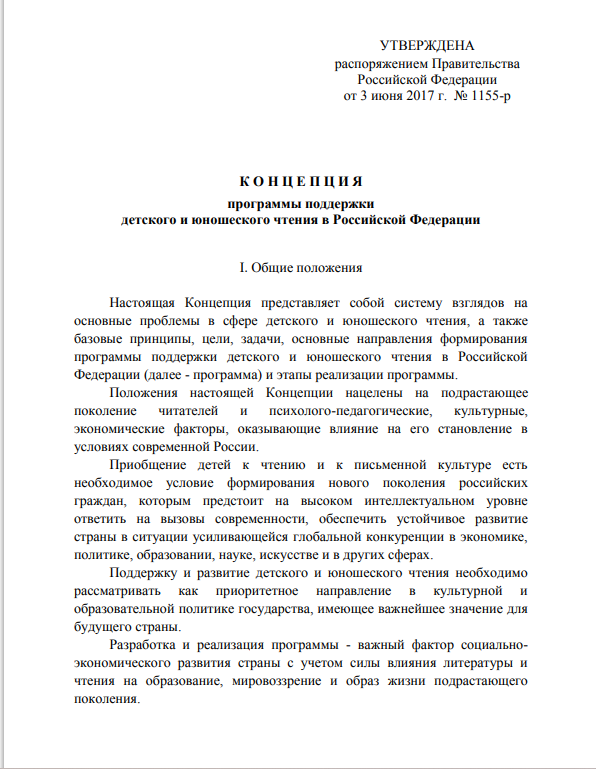 УТВЕРЖДЕНА
распоряжением Правительства
Российской Федерации
от 3 июня 2017 г. № 1155-р
К О Н Ц Е П Ц И Я
программы поддержки
детского и юношеского чтения в Российской Федерации
I. Общие положения
Настоящая Концепция представляет собой систему взглядов на
основные проблемы в сфере детского и юношеского чтения, а также
базовые принципы, цели, задачи, основные направления формирования
программы поддержки детского и юношеского чтения в Российской
Федерации (далее - программа) и этапы реализации программы.
Положения настоящей Концепции нацелены на подрастающее
поколение читателей и психолого-педагогические, культурные,
экономические факторы, оказывающие влияние на его становление в
условиях современной России.
Приобщение детей к чтению и к письменной культуре есть
необходимое условие формирования нового поколения российских
граждан, которым предстоит на высоком интеллектуальном уровне
ответить на вызовы современности, обеспечить устойчивое развитие
страны в ситуации усиливающейся глобальной конкуренции в экономике,
политике, образовании, науке, искусстве и в других сферах.
Поддержку и развитие детского и юношеского чтения необходимо
рассматривать как приоритетное направление в культурной и
образовательной политике государства, имеющее важнейшее значение для
будущего страны.
Разработка и реализация программы - важный фактор социально-
экономического развития страны с учетом силы влияния литературы и
чтения на образование, мировоззрение и образ жизни подрастающего
поколения.